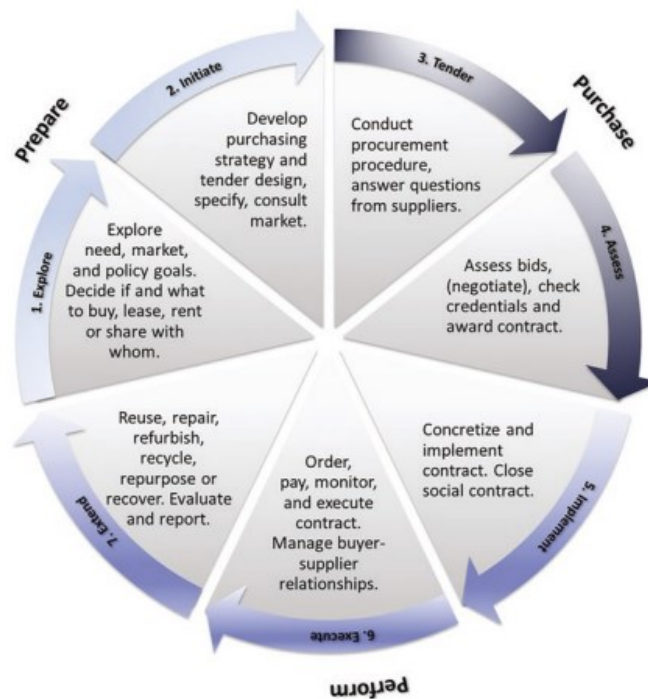 Prepare
1. Explore
Explore
need, market,
and policy goals.
Decide if and what
to buy, lease, rent
or share with
whom.
2. Initiate
Develop
purchasing
strategy and
tender design,
specify, consult
market.
Purchase
3. Tender
Conduct
procurement
procedure,
answer questions
from suppliers.
4. Assess
Assess bids,
(negotiate), check
credentials and
award contract.
Perform
5. Implement
Concretize and
implement
contract. Close
social contract.
6. Execute
Order,
pay, monitor,
and execute
contract.
Manage buyer-
supplier
relationships.
7. Extend
Reuse, repair,
refurbish,
recycle,
repurpose or
recover. Evaluate
and report.